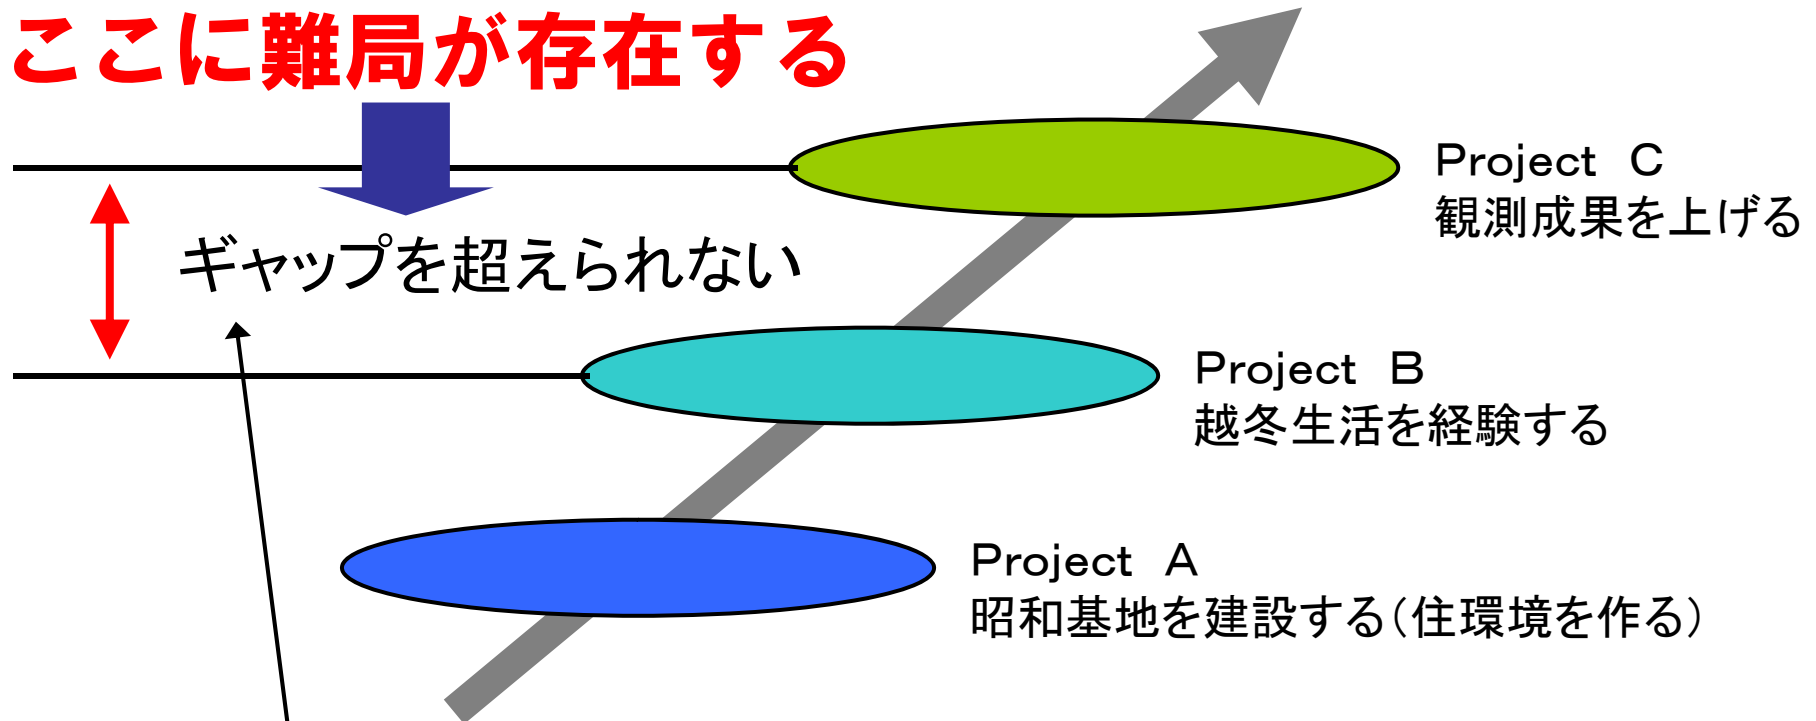 ここに難局が存在する
Project C
観測成果を上げる
ギャップを超えられない
Project B
越冬生活を経験する
Project A
昭和基地を建設する（住環境を作る）